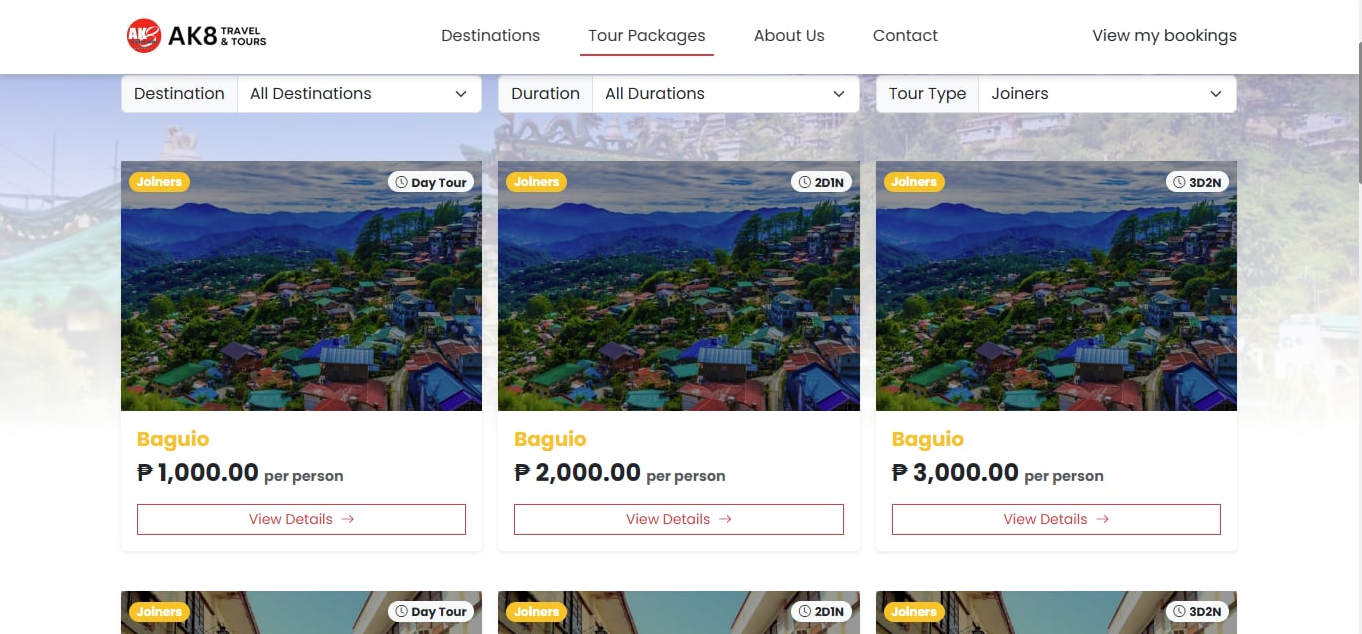 AK8 TRAVEL & TOURS
Destinations
Tour Packages
About Us
Contact
View my bookings
Destination
All Destinations
Duration
All Durations
Tour Type
Joiners
Joiners
Day Tour
Joiners
2D1N
Joiners
3D2N
Baguio
₱ 1,000.00 per person
View Details →
Baguio
₱ 2,000.00 per person
View Details →
Baguio
₱ 3,000.00 per person
View Details →
Joiners
Day Tour
Joiners
2D1N
Joiners
3D2N